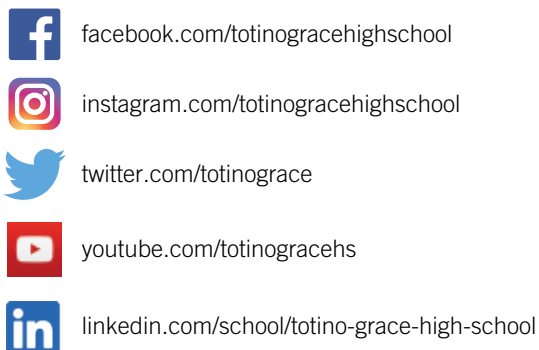 facebook.com/totinogracehighschool
instagram.com/totinogracehighschool
twitter.com/totinograce
youtube.com/totinogracehs
in linkedin.com/school/totino-grace-high-school